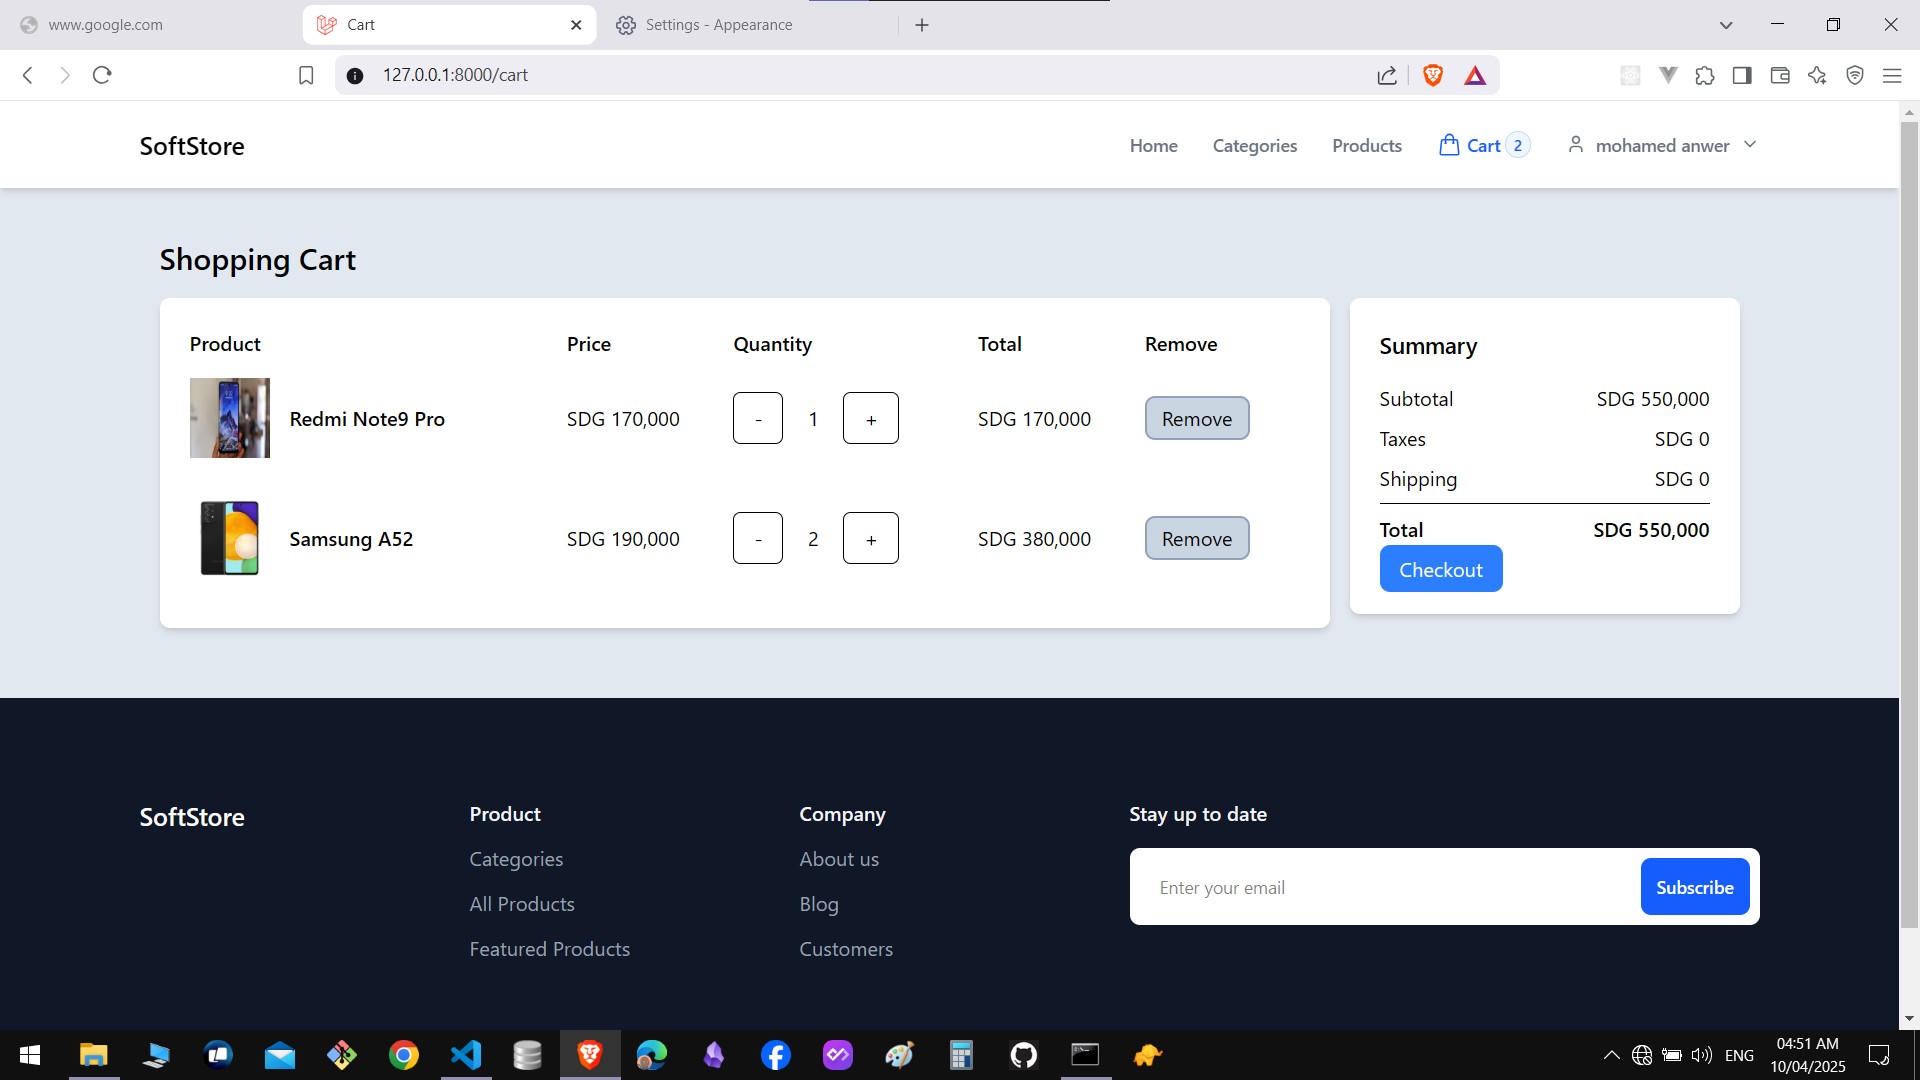 www.google.com
Cart
Settings - Appearance
127.0.0.1:8000/cart
SoftStore
Home
Categories
Products
Cart 2
mohamed anwer
Shopping Cart
Product Price Quantity Total Remove
Redmi Note9 Pro SDG 170,000 - 1 + SDG 170,000 Remove
Samsung A52 SDG 190,000 - 2 + SDG 380,000 Remove
Summary
Subtotal SDG 550,000
Taxes SDG 0
Shipping SDG 0
Total SDG 550,000
Checkout
SoftStore
Product
Categories
All Products
Featured Products
Company
About us
Blog
Customers
Stay up to date
Enter your email
Subscribe
ENG
04:51 AM
10/04/2025